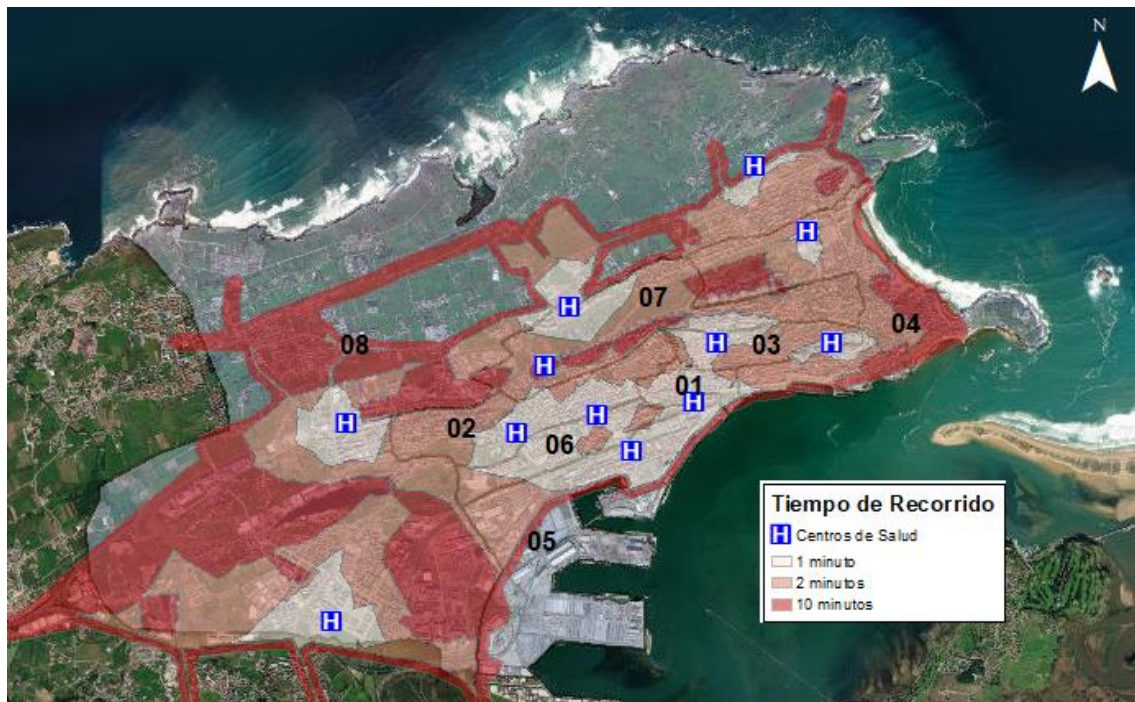 N
H
H
07
H
04
08
H
03
H
H
01
H
02
H
H
H
06
H
05
Tiempo de Recorrido
H Centros de Salud
1 minuto
2 minutos
10 minutos
H